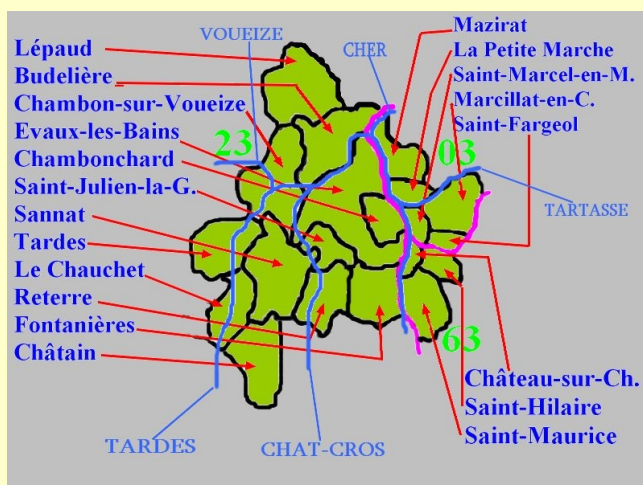 Lépaud
Budelière
Chambon-sur-Voueize
Evaux-les-Bains
Chambonchard
Saint-Julien-la-G.
Sannat
Tardes
Le Chauchet
Reterre
Fontanières
Châtain
VOUEIZE
CHER
23
03
63
TARTASSE
TARDES
CHAT-CROS
Mazirat
La Petite Marche
Saint-Marcel-en-M.
Marcillat-en-C.
Saint-Fargeol
Château-sur-Ch.
Saint-Hilaire
Saint-Maurice